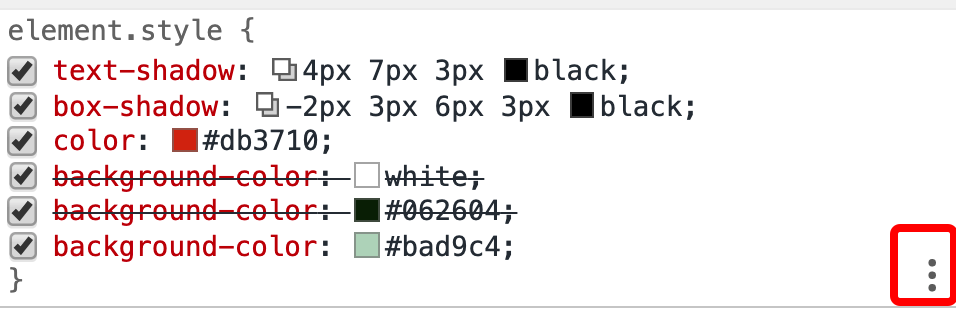 element.style {
text-shadow: 4px 7px 3px black;
box-shadow: -2px 3px 6px 3px black;
color: #db3710;
background-color: white;
background-color: #062604;
background-color: #bad9c4;
}